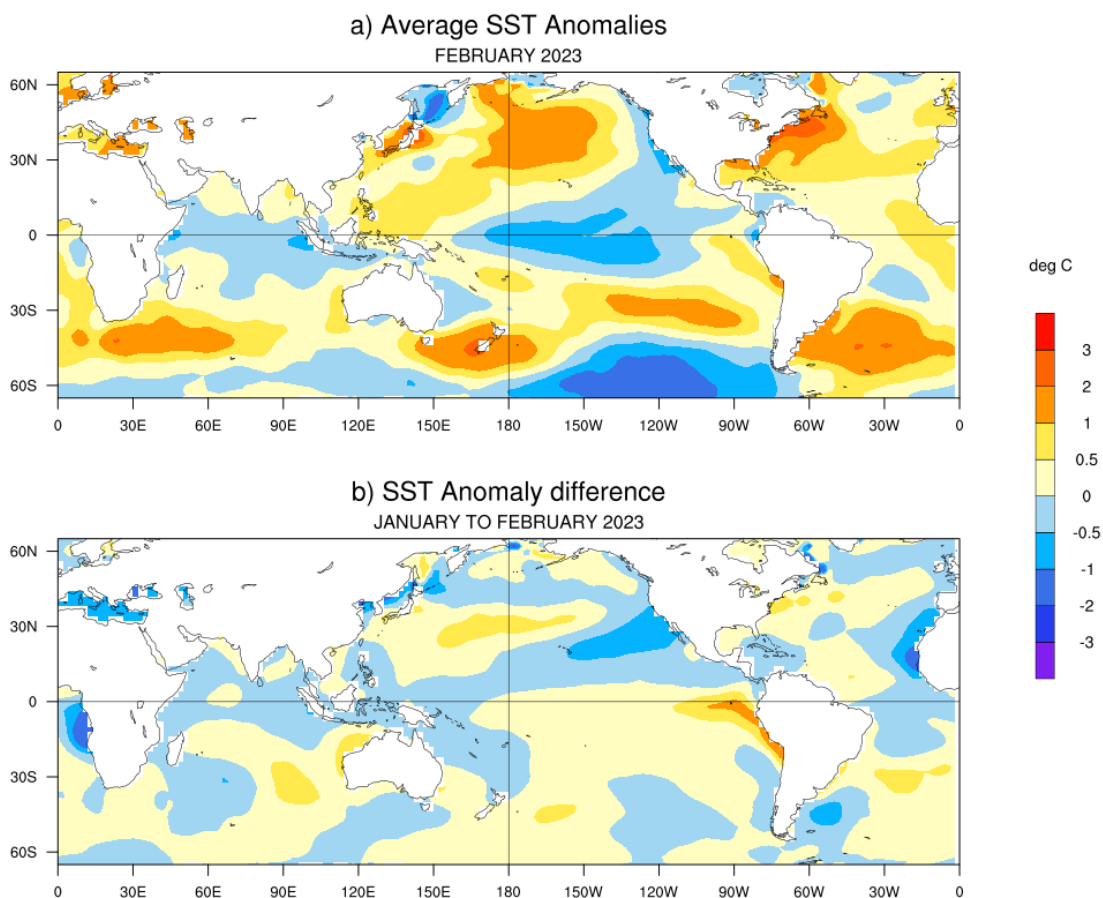 a) Average SST Anomalies
FEBRUARY 2023
60N
30N
0
30S
60S
0 30E 60E 90E 120E 150E 180 150W 120W 90W 60W 30W 0
deg C
3
2
1
0.5
0
-0.5
-1
-2
-3
b) SST Anomaly difference
JANUARY TO FEBRUARY 2023
60N
30N
0
30S
60S
0 30E 60E 90E 120E 150E 180 150W 120W 90W 60W 30W 0